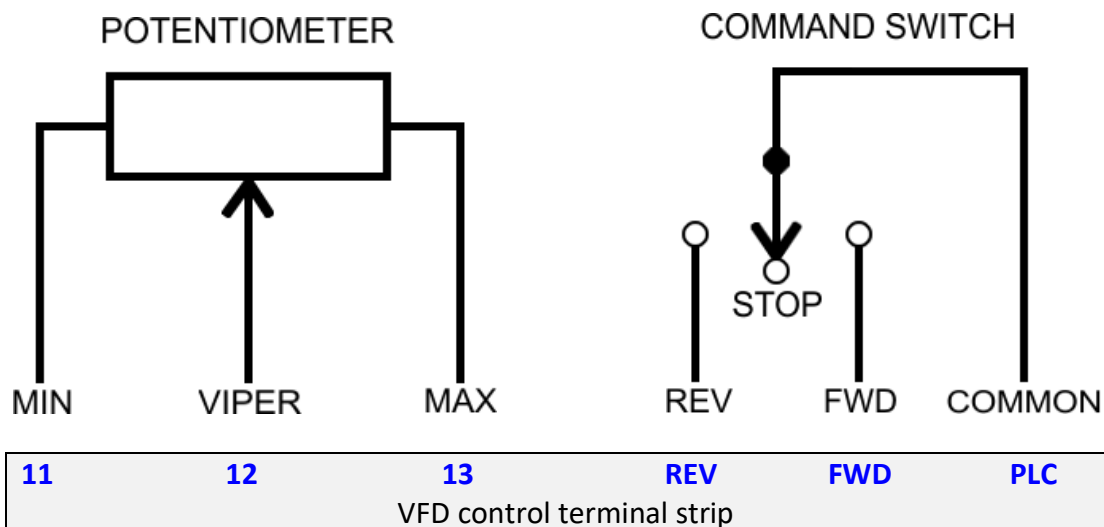 POTENTIOMETER
COMMAND SWITCH
STOP
MIN VIPER MAX REV FWD COMMON
11 12 13 REV FWD PLC
VFD control terminal strip